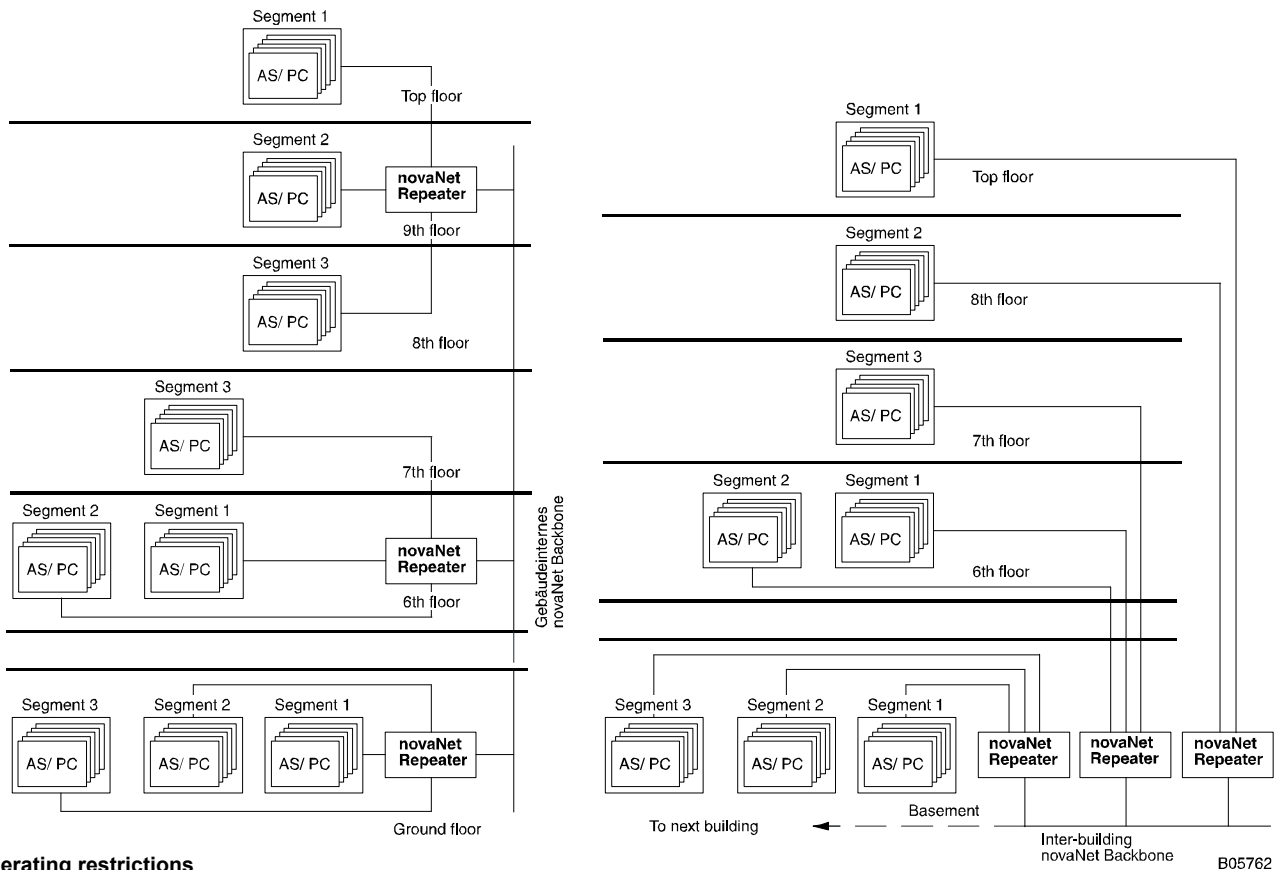 Segment 1
AS/ PC
Top floor
Segment 2
AS/ PC
novaNet
Repeater
9th floor
Segment 3
AS/ PC
8th floor
Segment 3
AS/ PC
7th floor
Segment 2
AS/ PC
Segment 1
AS/ PC
novaNet
Repeater
6th floor
Gebäudeinternes
novaNet Backbone
Segment 3
AS/ PC
Segment 2
AS/ PC
Segment 1
AS/ PC
novaNet
Repeater
Ground floor
Segment 1
AS/ PC
Top floor
Segment 2
AS/ PC
8th floor
Segment 3
AS/ PC
7th floor
Segment 2
AS/ PC
Segment 1
AS/ PC
6th floor
Segment 3
AS/ PC
Segment 2
AS/ PC
Segment 1
AS/ PC
novaNet
Repeater
novaNet
Repeater
novaNet
Repeater
Basement
To next building
Inter-building
novaNet Backbone
B05762
erating restrictions